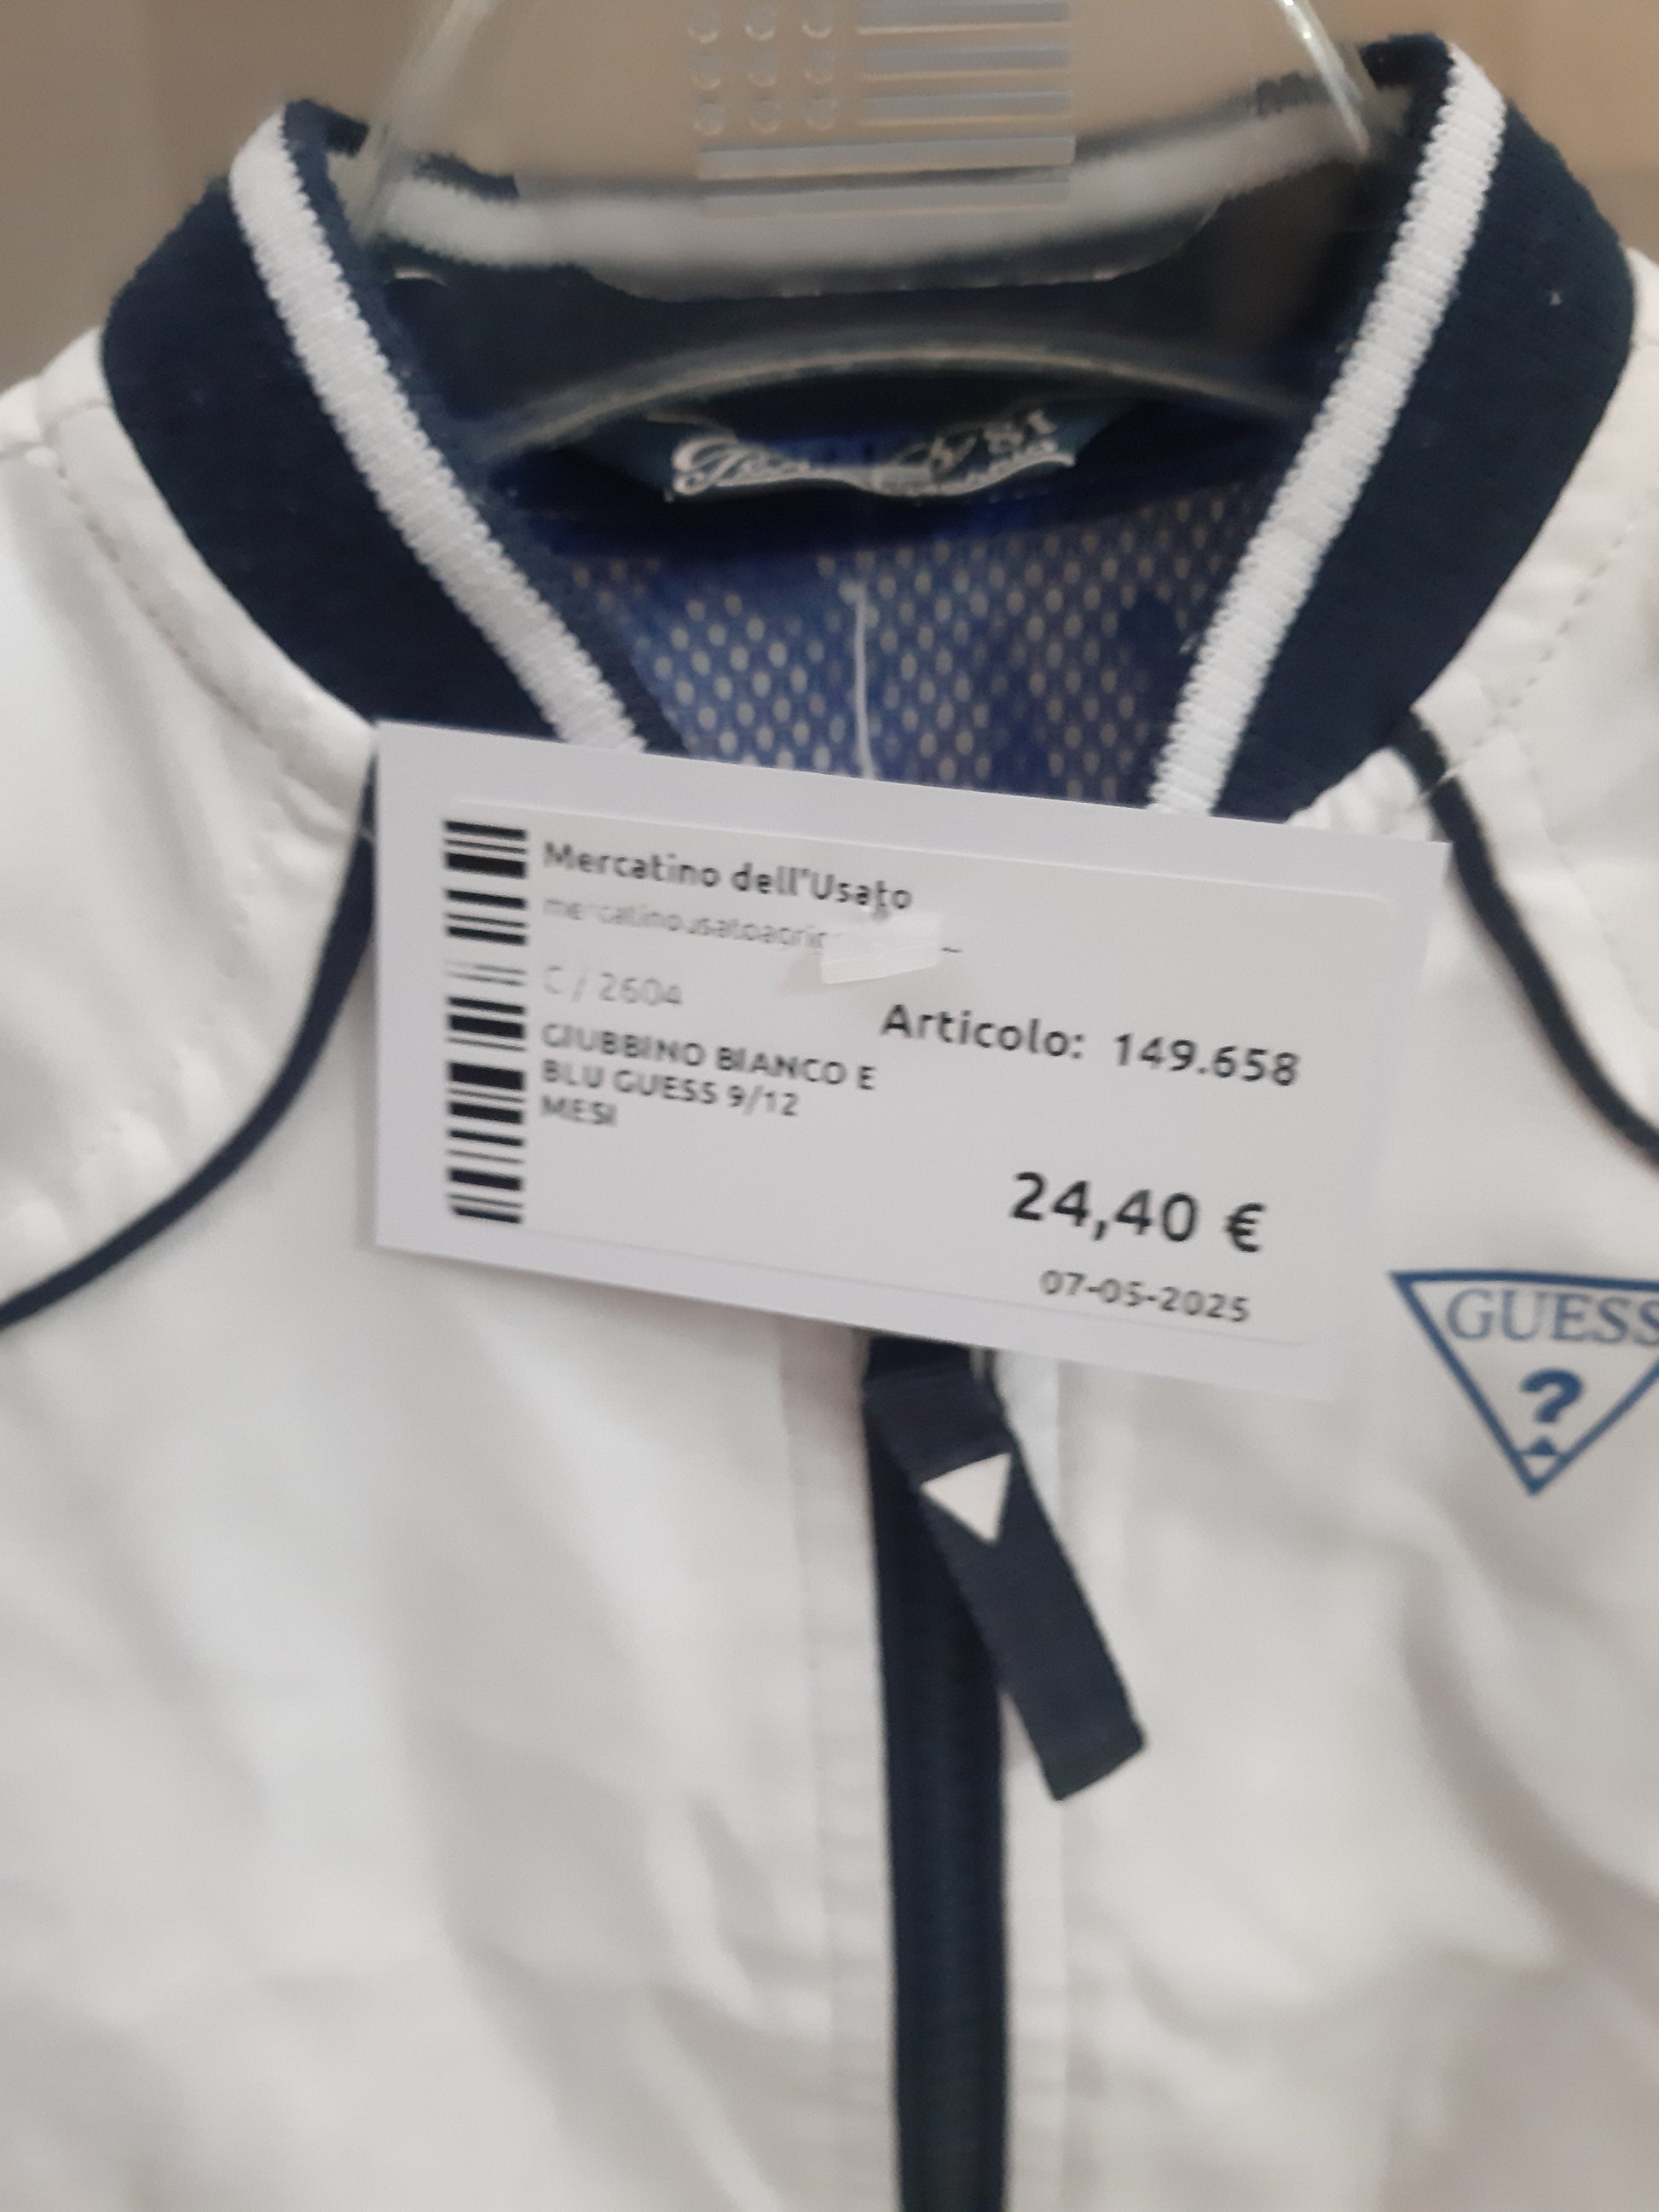 Mercatino dell'Usato
C / 2604
Articolo: 149.658
GIUBBINO BIANCO E
BLU GUESS 9/12
MESI
24,40 €
07-05-2025
GUESS
?